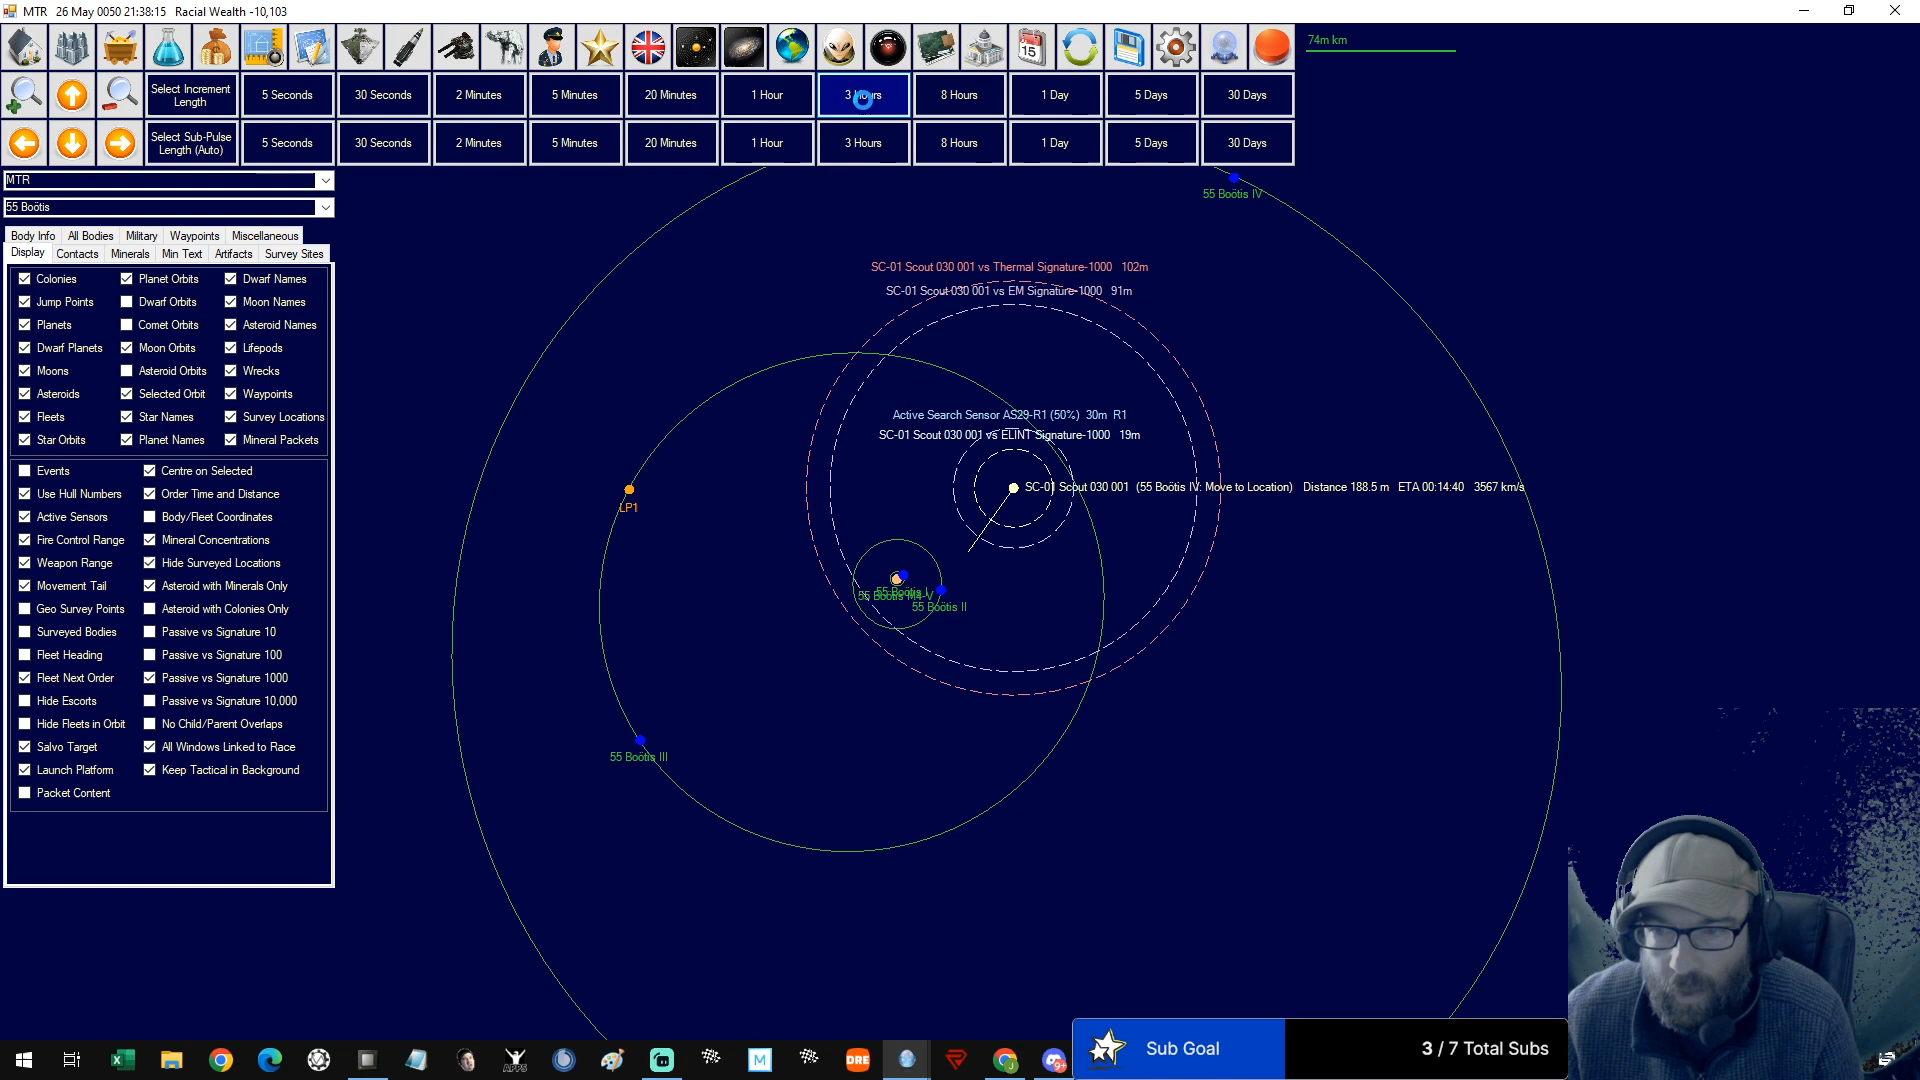 MTR   26 May 0050 21:38:15   Racial Wealth -10,103
74m km
15
Select Increment Length
5 Seconds
30 Seconds
2 Minutes
5 Minutes
20 Minutes
1 Hour
3 Hours
8 Hours
1 Day
5 Days
30 Days
Select Sub-Pulse Length (Auto)
5 Seconds
30 Seconds
2 Minutes
5 Minutes
20 Minutes
1 Hour
3 Hours
8 Hours
1 Day
5 Days
30 Days
MTR
55 Boötis
Body Info
All Bodies
Military
Waypoints
Miscellaneous
Display
Contacts
Minerals
Min Text
Artifacts
Survey Sites
Colonies
Planet Orbits
Dwarf Names
Jump Points
Dwarf Orbits
Moon Names
Planets
Comet Orbits
Asteroid Names
Dwarf Planets
Moon Orbits
Lifepods
Moons
Asteroid Orbits
Wrecks
Asteroids
Selected Orbit
Waypoints
Fleets
Star Names
Survey Locations
Star Orbits
Planet Names
Mineral Packets
Events
Centre on Selected
Use Hull Numbers
Order Time and Distance
Active Sensors
Body/Fleet Coordinates
Fire Control Range
Mineral Concentrations
Weapon Range
Hide Surveyed Locations
Movement Tail
Asteroid with Minerals Only
Geo Survey Points
Asteroid with Colonies Only
Surveyed Bodies
Passive vs Signature 10
Fleet Heading
Passive vs Signature 100
Fleet Next Order
Passive vs Signature 1000
Hide Escorts
Passive vs Signature 10,000
Hide Fleets in Orbit
No Child/Parent Overlaps
Salvo Target
All Windows Linked to Race
Launch Platform
Keep Tactical in Background
Packet Content
55 Boötis IV
SC-01 Scout 030 001 vs Thermal Signature-1000   102m
SC-01 Scout 030 001 vs EM Signature-1000   91m
Active Search Sensor AS29-R1 (50%)   30m  R1
SC-01 Scout 030 001 vs ELINT Signature-1000   19m
SC-01 Scout 030 001   (55 Boötis IV: Move to Location)   Distance 188.5 m   ETA 00:14:40   3567 km/s
LP1
55 Boötis I
55 Boötis M4-V
55 Boötis II
55 Boötis III
APPS
M
DRE
9+
Sub Goal
3 / 7 Total Subs